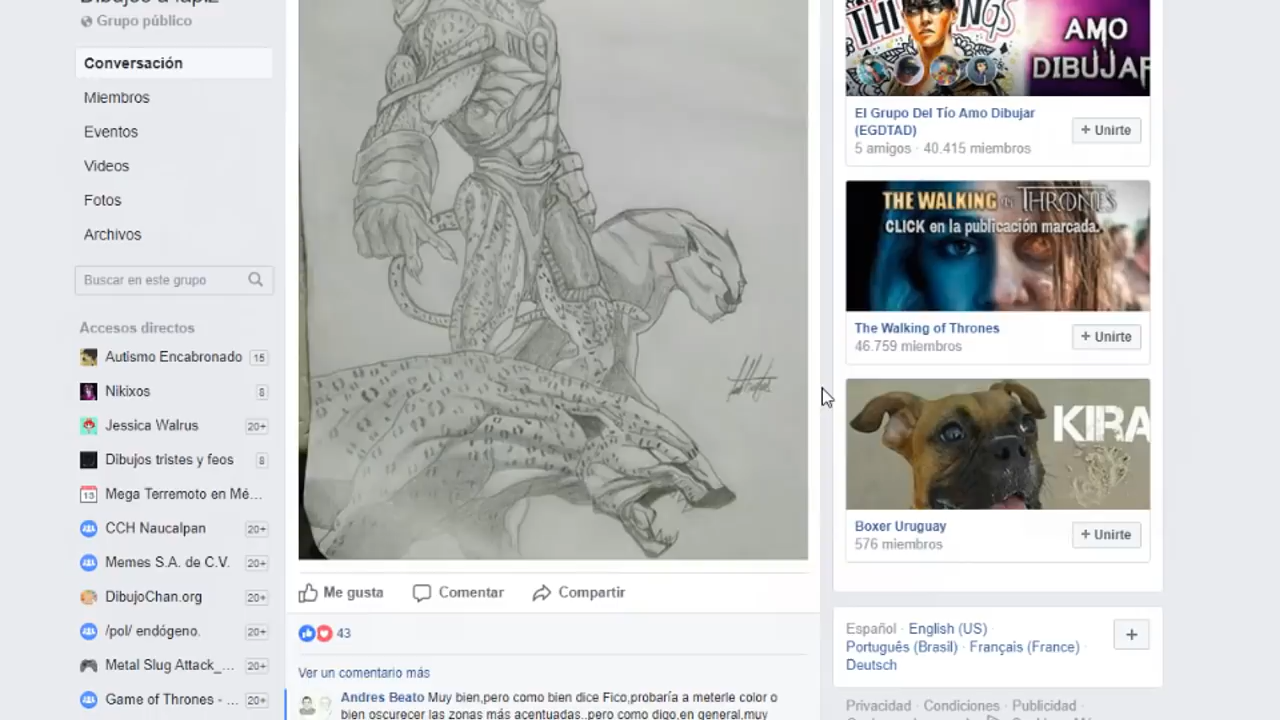 Dibujos a lápiz
Grupo público
Conversación
Miembros
Eventos
Videos
Fotos
Archivos
Buscar en este grupo
Accesos directos
Autismo Encabronado 15
Nikixos 8
Jessica Walrus 20+
Dibujos tristes y feos 8
13 Mega Terremoto en Mé...
CCH Naucalpan 20+
Memes S.A. de C.V. 20+
DibujoChan.org 20+
/pol/ endógeno. 20+
Metal Slug Attack_... 20+
Game of Thrones - ... 20+
Me gusta Comentar Compartir
43
Ver un comentario más
Andres Beato Muy bien,pero como bien dice Fico,probaría a meterle color o
bien oscurecer las zonas más acentuadas..pero como digo,en general,muy
THINGS
AMO
DIBUJAR
El Grupo Del Tío Amo Dibujar
(EGDTAD)
5 amigos · 40.415 miembros
+ Unirte
THE WALKING OF THRONES
CLICK en la publicación marcada.
The Walking of Thrones
46.759 miembros
+ Unirte
KIRA
Boxer Uruguay
576 miembros
+ Unirte
Español · English (US) ·
Português (Brasil) · Français (France) ·
Deutsch
+
Privacidad · Condiciones · Publicidad ·